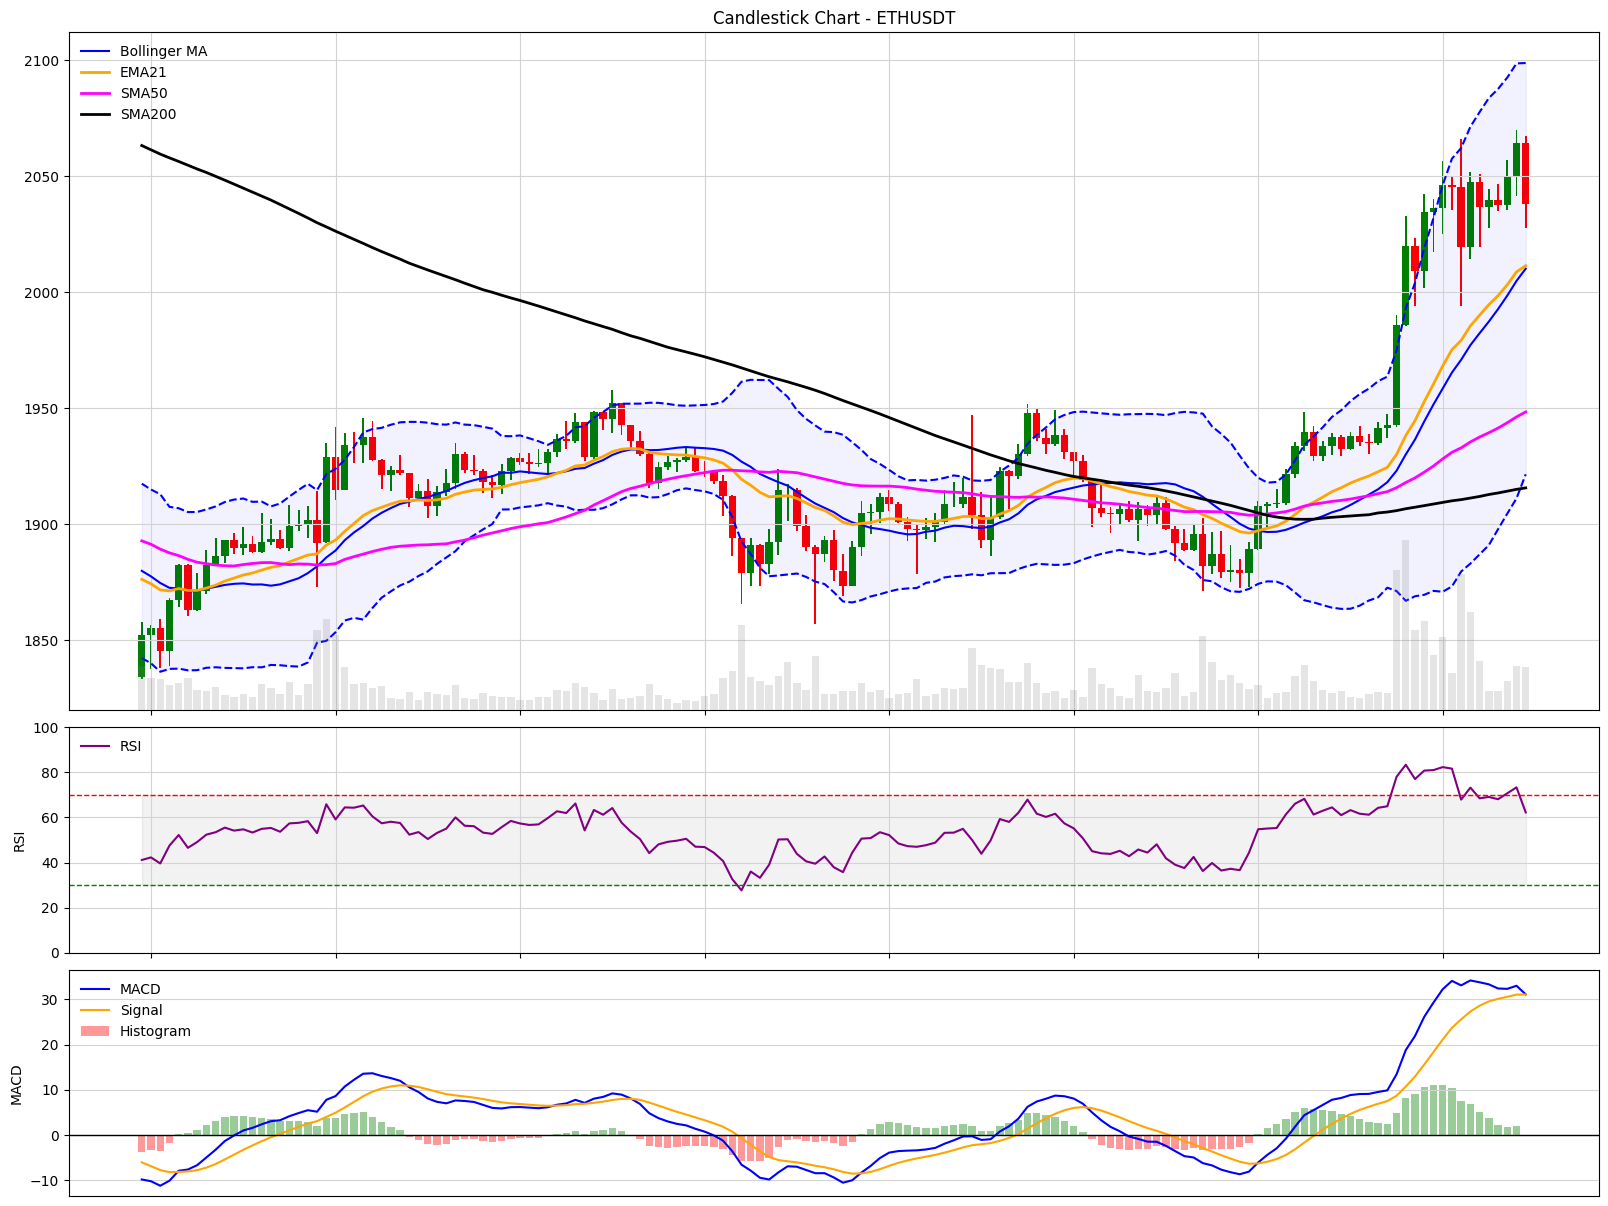 Candlestick Chart - ETHUSDT
Bollinger MA
EMA21
SMA50
SMA200
2100
2050
2000
1950
1900
1850
RSI
100
80
60
40
20
0
RSI
MACD
Signal
Histogram
30
20
10
0
−10
MACD